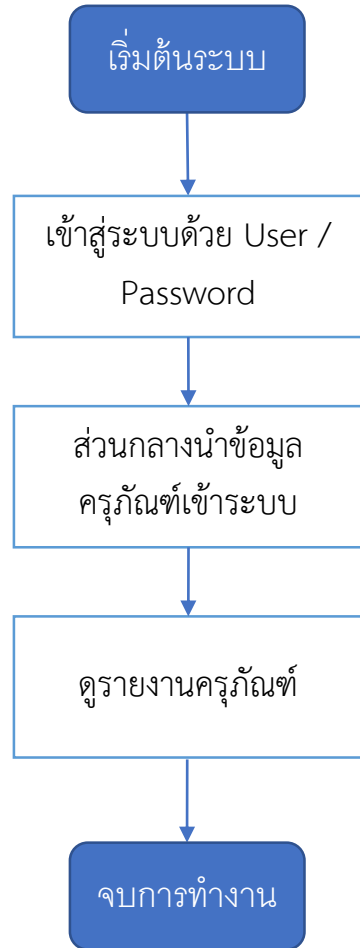 เริ่มต้นระบบ
เข้าสู่ระบบด้วย User /
Password
ส่วนกลางนำข้อมูล
ครุภัณฑ์เข้าระบบ
ดูรายงานครุภัณฑ์
จบการทำงาน